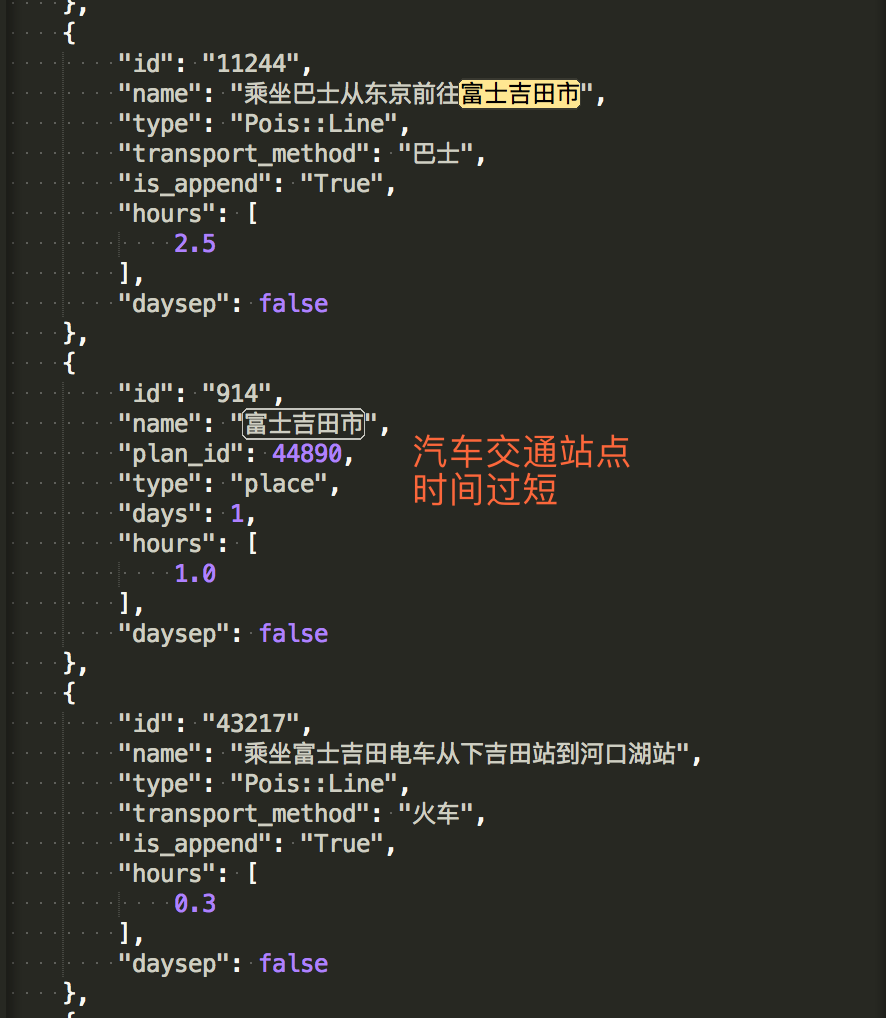 },
{
"id": "11244",
"name": "乘坐巴士从东京前往富士吉田市",
"type": "Pois::Line",
"transport_method": "巴士",
"is_append": "True",
"hours": [
2.5
],
"daysep": false
},
{
"id": "914",
"name": "富士吉田市",
"plan_id": 44890,
汽车交通站点
"type": "place",
时间过短
"days": 1,
"hours": [
1.0
],
"daysep": false
},
{
"id": "43217",
"name": "乘坐富士吉田电车从下吉田站到河口湖站",
"type": "Pois::Line",
"transport_method": "火车",
"is_append": "True",
"hours": [
0.3
],
"daysep": false
},
{